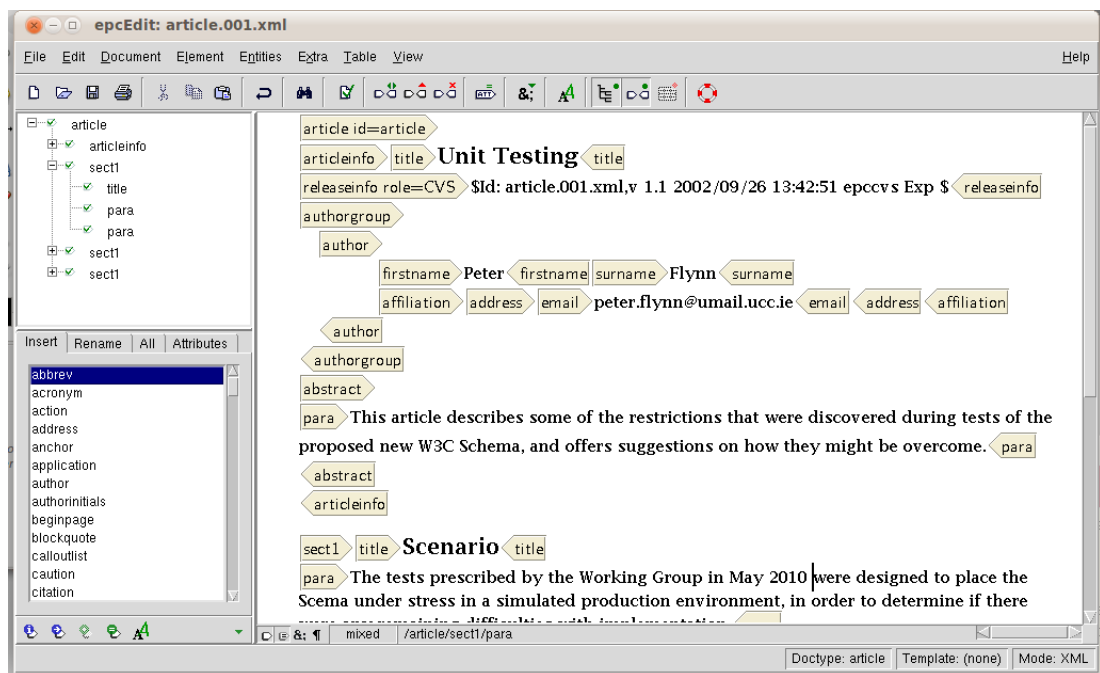 epcEdit: article.001.xml
File Edit Document Element Entities Extra Table View Help
article
articleinfo
sect1
title
para
para
sect1
sect1
Insert Rename All Attributes
abbrev
acronym
action
address
anchor
application
author
authorinitials
beginpage
blockquote
calloutlist
caution
citation
article id=article
articleinfo title Unit Testing title
releaseinfo role=CVS $Id: article.001.xml,v 1.1 2002/09/26 13:42:51 epccvs Exp $ releaseinfo
authorgroup
author
firstname Peter firstname surname Flynn surname
affiliation address email peter.flynn@umail.ucc.ie email address affiliation
author
authorgroup
abstract
para This article describes some of the restrictions that were discovered during tests of the
proposed new W3C Schema, and offers suggestions on how they might be overcome. para
abstract
articleinfo
sect1 title Scenario title
para The tests prescribed by the Working Group in May 2010 were designed to place the
Scema under stress in a simulated production environment, in order to determine if there
&; ¶ mixed /article/sect1/para
Doctype: article Template: (none) Mode: XML